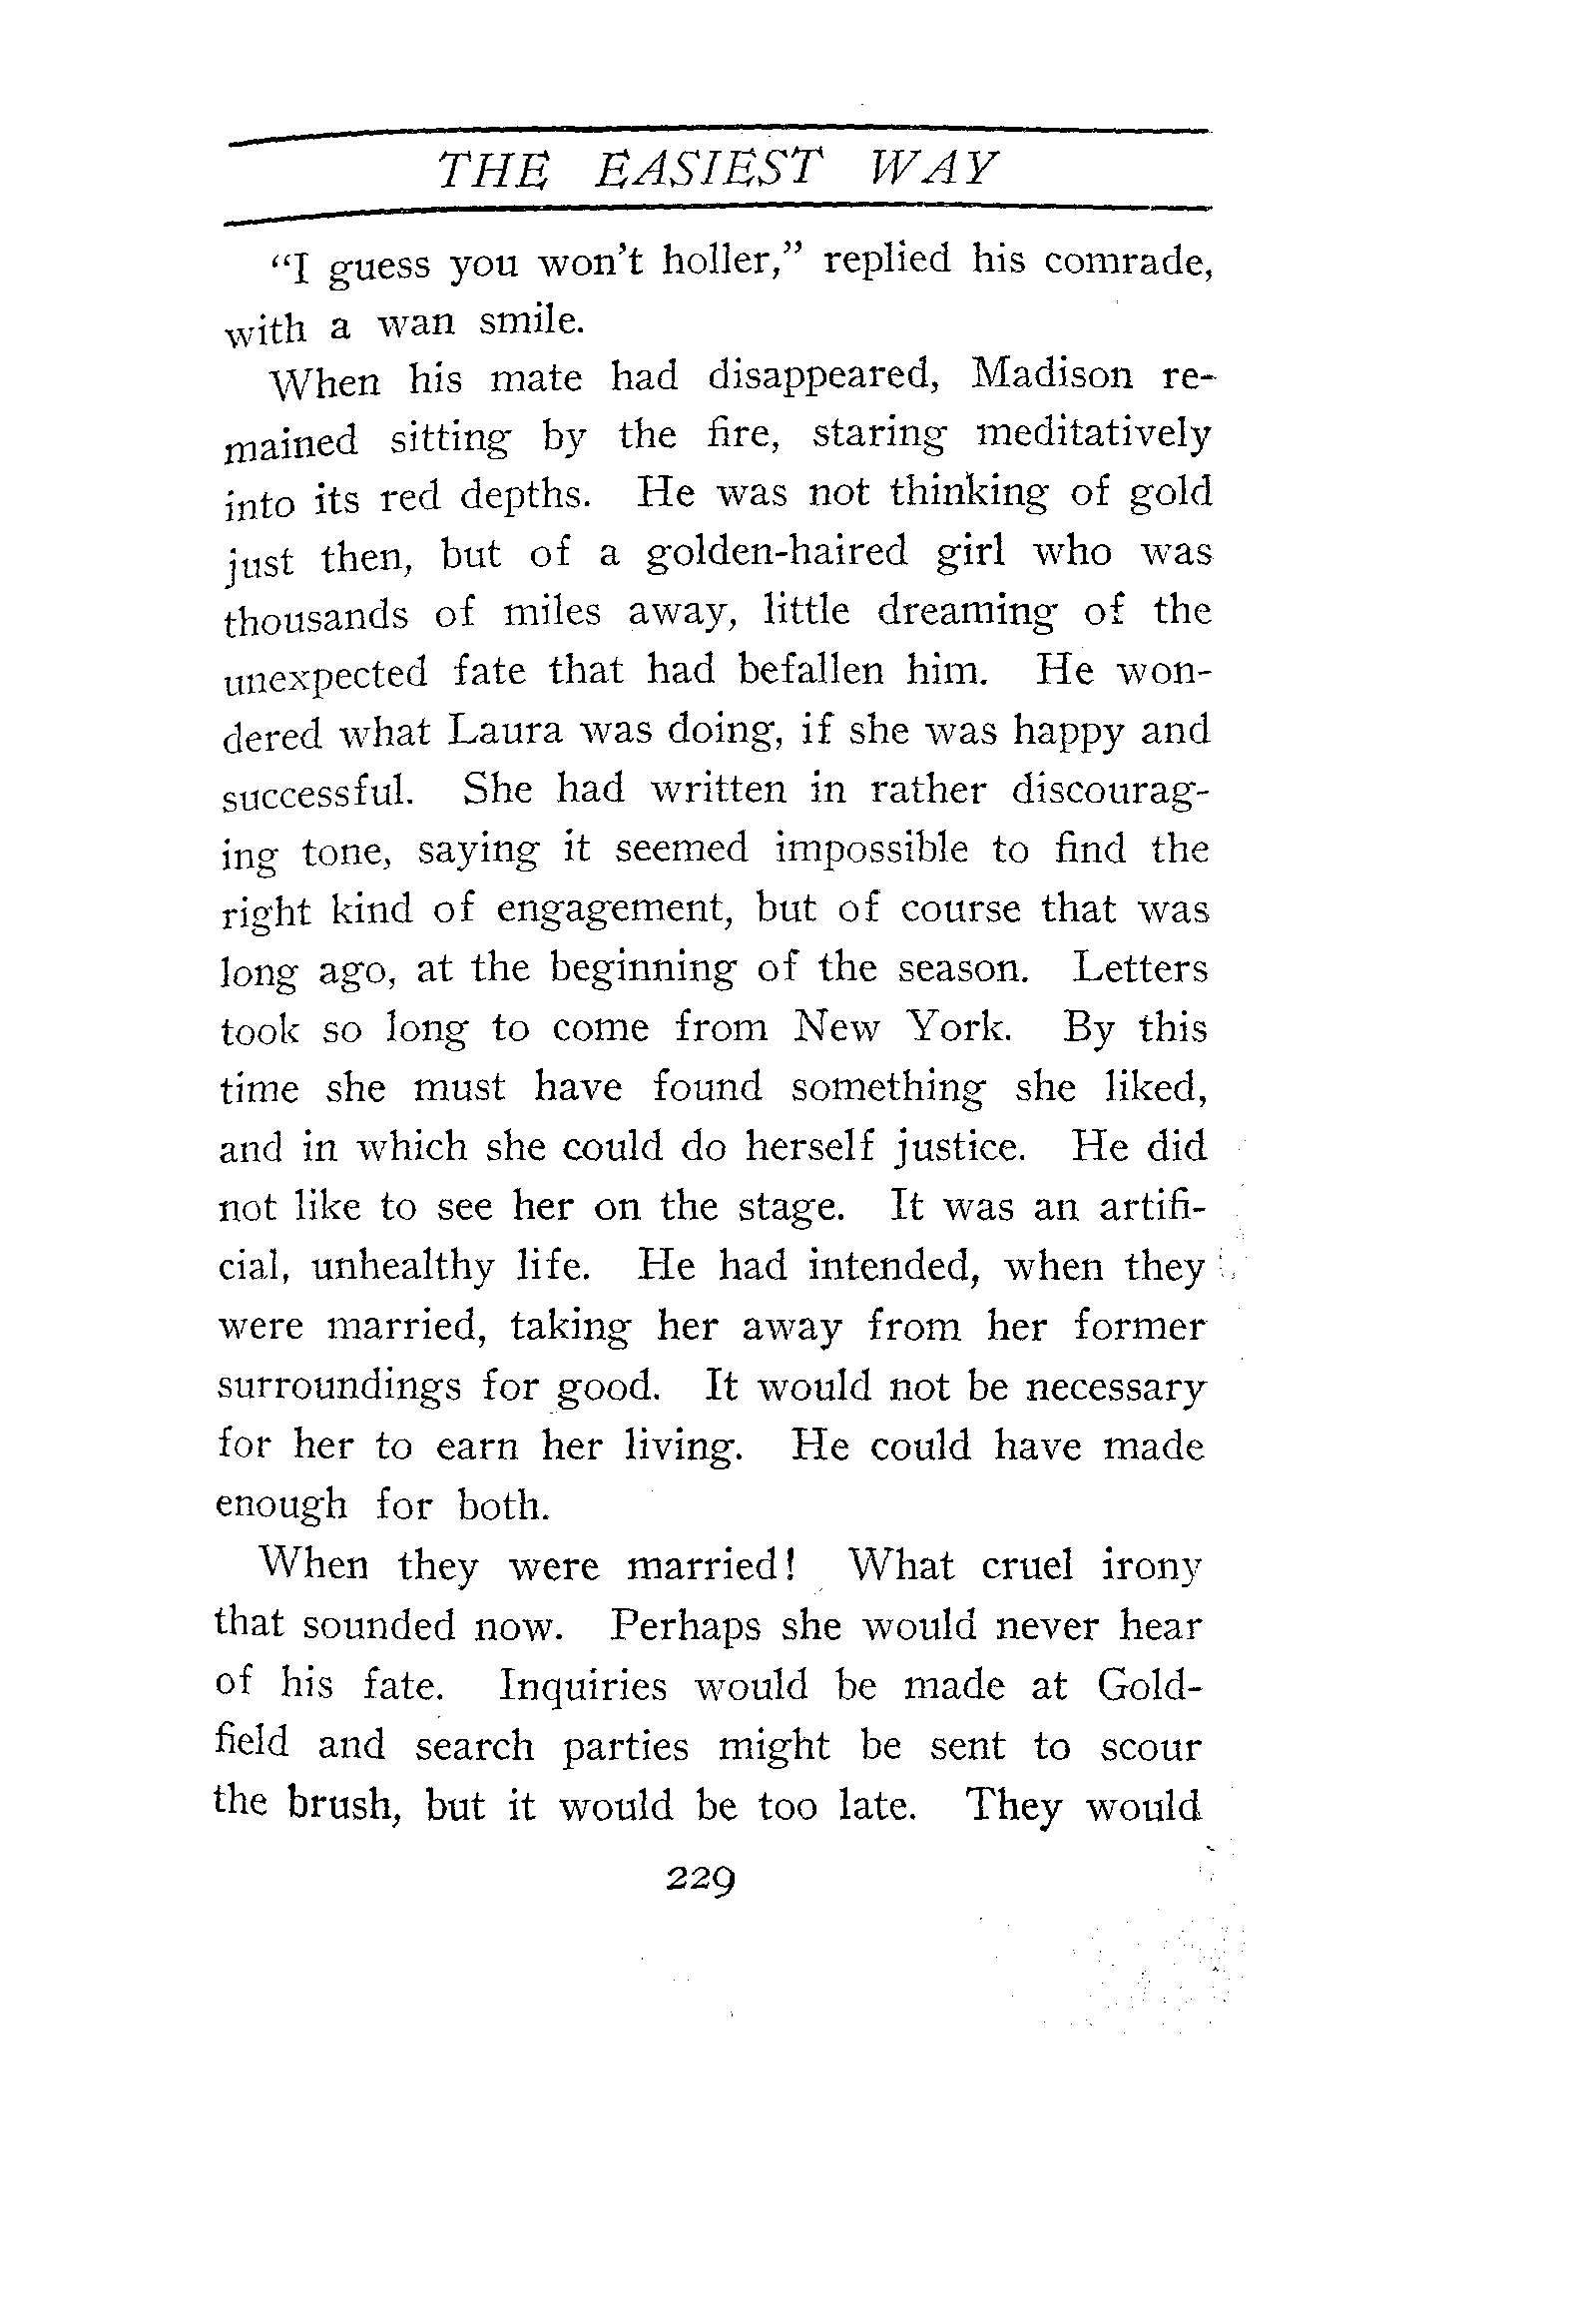 THE EASIEST WAY
"I guess you won't holler," replied his comrade,
with a wan smile.
When his mate had disappeared, Madison re-
mained sitting by the fire, staring meditatively
into its red depths. He was not thinking of gold
just then, but of a golden-haired girl who was
thousands of miles away, little dreaming of the
unexpected fate that had befallen him. He won-
dered what Laura was doing, if she was happy and
successful. She had written in rather discourag-
ing tone, saying it seemed impossible to find the
right kind of engagement, but of course that was
long ago, at the beginning of the season. Letters
took so long to come from New York. By this
time she must have found something she liked,
and in which she could do herself justice. He did
not like to see her on the stage. It was an artifi-
cial, unhealthy life. He had intended, when they
were married, taking her away from her former
surroundings for good. It would not be necessary
for her to earn her living. He could have made
enough for both.
When they were married! What cruel irony
that sounded now. Perhaps she would never hear
of his fate. Inquiries would be made at Gold-
field and search parties might be sent to scour
the brush, but it would be too late. They would
229